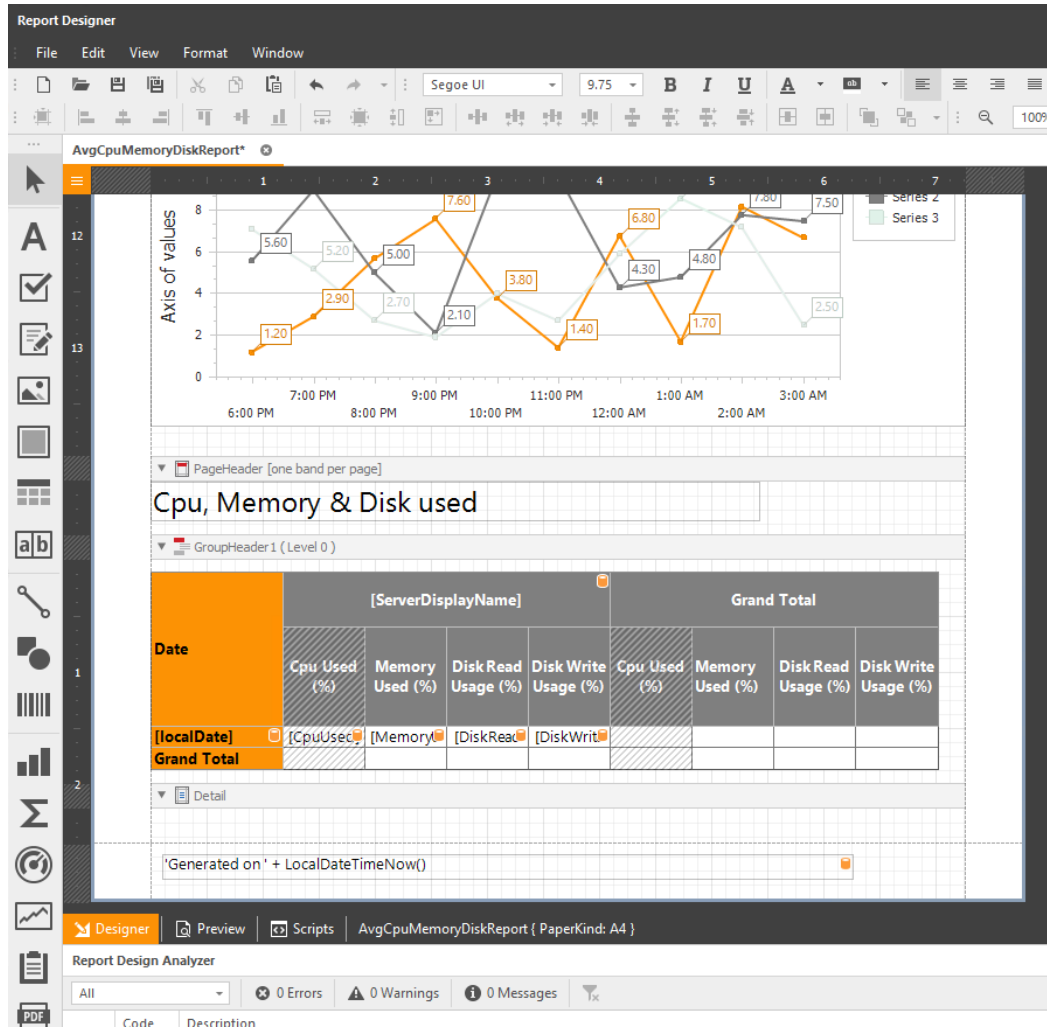 Report Designer
File Edit View Format Window
Segoe UI 9.75 B I U A ab
100%
AvgCpuMemoryDiskReport*
1 2 3 4 5 6 7
12
13
1
2
A
a b
PDF
Axis of values
8
6
4
2
0
7.60 7.80 7.50
6.80
5.60 5.20 5.00 4.30 4.80
3.80
2.90 2.70 2.10 2.50
1.20 1.40 1.70
Series 2
Series 3
7:00 PM 9:00 PM 11:00 PM 1:00 AM 3:00 AM
6:00 PM 8:00 PM 10:00 PM 12:00 AM 2:00 AM
PageHeader [one band per page]
Cpu, Memory & Disk used
GroupHeader1 ( Level 0 )
[ServerDisplayName] Grand Total
Date
Cpu Used Memory Disk Read Disk Write Cpu Used Memory Disk Read Disk Write
(%) Used (%) Usage (%) Usage (%) (%) Used (%) Usage (%) Usage (%)
[localDate] [CpuUsed [Memory [DiskRead [DiskWrit
Grand Total
Detail
'Generated on ' + LocalDateTimeNow()
Designer Preview Scripts AvgCpuMemoryDiskReport { PaperKind: A4 }
Report Design Analyzer
All 0 Errors 0 Warnings 0 Messages
Code Description